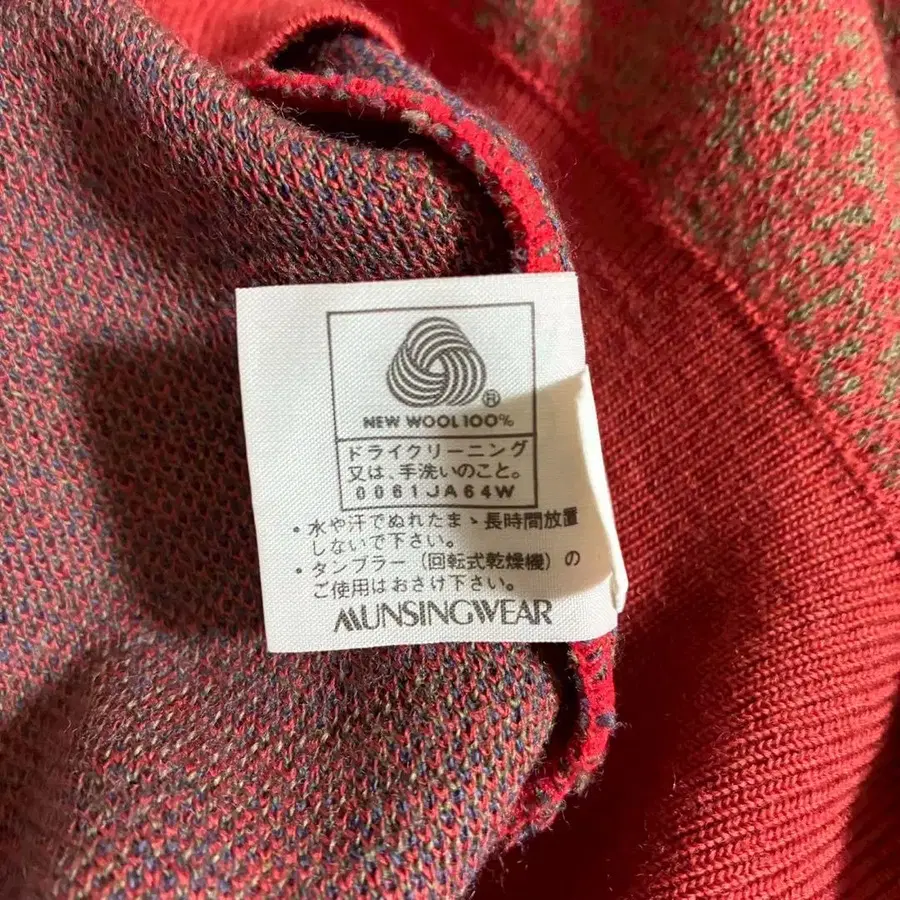 ®
NEW WOOL100%
ドライクリーニング
又は、手洗いのこと。
0061JA64W
・水や汗でぬれたまゝ長時間放置
しないで下さい。
・タンブラー(回転式乾燥機)の
ご使用はおさけ下さい。
MUNSINGWEAR